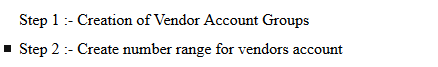 Step 1 :- Creation of Vendor Account Groups
▪ Step 2 :- Create number range for vendors account